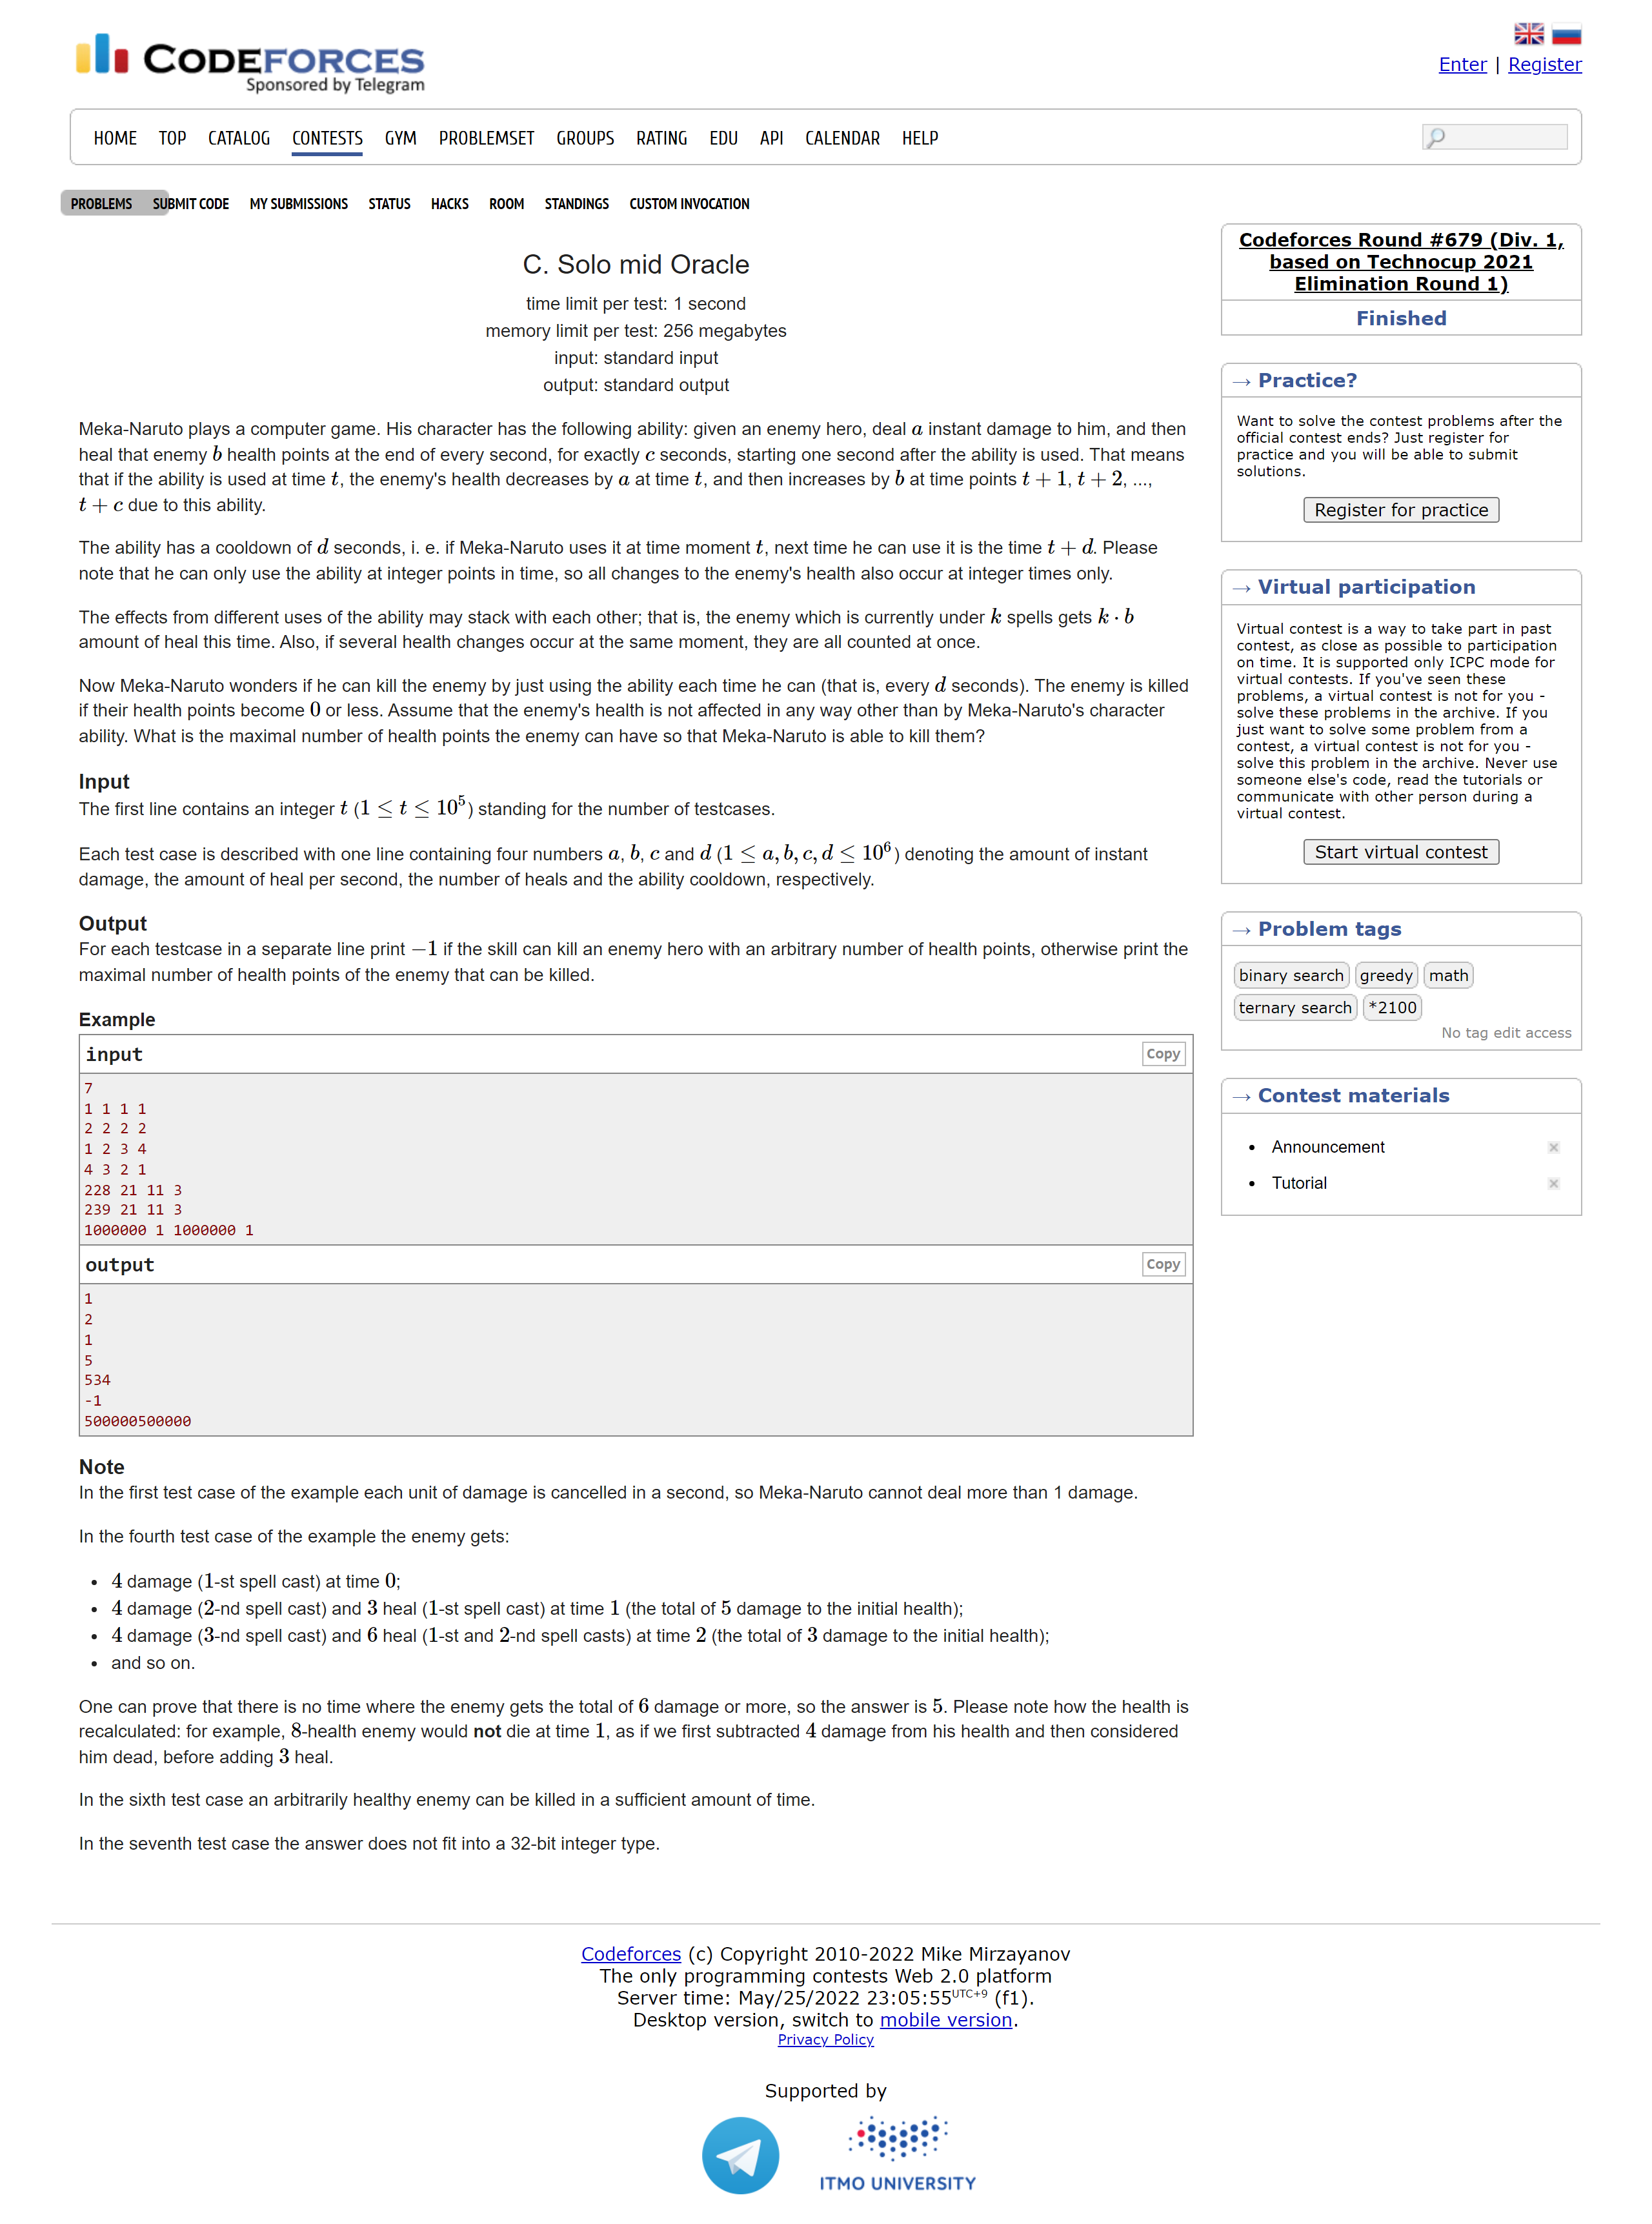 CODEFORCES
Sponsored by Telegram
Enter | Register
HOME TOP CATALOG CONTESTS GYM PROBLEMSET GROUPS RATING EDU API CALENDAR HELP
PROBLEMS SUBMIT CODE MY SUBMISSIONS STATUS HACKS ROOM STANDINGS CUSTOM INVOCATION
C. Solo mid Oracle
time limit per test: 1 second
memory limit per test: 256 megabytes
input: standard input
output: standard output
Meka-Naruto plays a computer game. His character has the following ability: given an enemy hero, deal a instant damage to him, and then
heal that enemy b health points at the end of every second, for exactly c seconds, starting one second after the ability is used. That means
that if the ability is used at time t, the enemy's health decreases by a at time t, and then increases by b at time points t + 1, t + 2, ...,
t + c due to this ability.
The ability has a cooldown of d seconds, i. e. if Meka-Naruto uses it at time moment t, next time he can use it is the time t + d. Please
note that he can only use the ability at integer points in time, so all changes to the enemy's health also occur at integer times only.
The effects from different uses of the ability may stack with each other; that is, the enemy which is currently under k spells gets k · b
amount of heal this time. Also, if several health changes occur at the same moment, they are all counted at once.
Now Meka-Naruto wonders if he can kill the enemy by just using the ability each time he can (that is, every d seconds). The enemy is killed
if their health points become 0 or less. Assume that the enemy's health is not affected in any way other than by Meka-Naruto's character
ability. What is the maximal number of health points the enemy can have so that Meka-Naruto is able to kill them?
Input
The first line contains an integer t (1 ≤ t ≤ 10⁵) standing for the number of testcases.
Each test case is described with one line containing four numbers a, b, c and d (1 ≤ a, b, c, d ≤ 10⁶) denoting the amount of instant
damage, the amount of heal per second, the number of heals and the ability cooldown, respectively.
Output
For each testcase in a separate line print −1 if the skill can kill an enemy hero with an arbitrary number of health points, otherwise print the
maximal number of health points of the enemy that can be killed.
Example
input Copy
7
1 1 1 1
2 2 2 2
1 2 3 4
4 3 2 1
228 21 11 3
239 21 11 3
1000000 1 1000000 1
output Copy
1
2
1
5
534
-1
500000500000
Note
In the first test case of the example each unit of damage is cancelled in a second, so Meka-Naruto cannot deal more than 1 damage.
In the fourth test case of the example the enemy gets:
• 4 damage (1-st spell cast) at time 0;
• 4 damage (2-nd spell cast) and 3 heal (1-st spell cast) at time 1 (the total of 5 damage to the initial health);
• 4 damage (3-nd spell cast) and 6 heal (1-st and 2-nd spell casts) at time 2 (the total of 3 damage to the initial health);
• and so on.
One can prove that there is no time where the enemy gets the total of 6 damage or more, so the answer is 5. Please note how the health is
recalculated: for example, 8-health enemy would not die at time 1, as if we first subtracted 4 damage from his health and then considered
him dead, before adding 3 heal.
In the sixth test case an arbitrarily healthy enemy can be killed in a sufficient amount of time.
In the seventh test case the answer does not fit into a 32-bit integer type.
Codeforces Round #679 (Div. 1,
based on Technocup 2021
Elimination Round 1)
Finished
→ Practice?
Want to solve the contest problems after the
official contest ends? Just register for
practice and you will be able to submit
solutions.
Register for practice
→ Virtual participation
Virtual contest is a way to take part in past
contest, as close as possible to participation
on time. It is supported only ICPC mode for
virtual contests. If you've seen these
problems, a virtual contest is not for you -
solve these problems in the archive. If you
just want to solve some problem from a
contest, a virtual contest is not for you -
solve this problem in the archive. Never use
someone else's code, read the tutorials or
communicate with other person during a
virtual contest.
Start virtual contest
→ Problem tags
binary search greedy math
ternary search *2100
No tag edit access
→ Contest materials
• Announcement
• Tutorial
Codeforces (c) Copyright 2010-2022 Mike Mirzayanov
The only programming contests Web 2.0 platform
Server time: May/25/2022 23:05:55 UTC+9 (f1).
Desktop version, switch to mobile version.
Privacy Policy
Supported by
ITMO UNIVERSITY